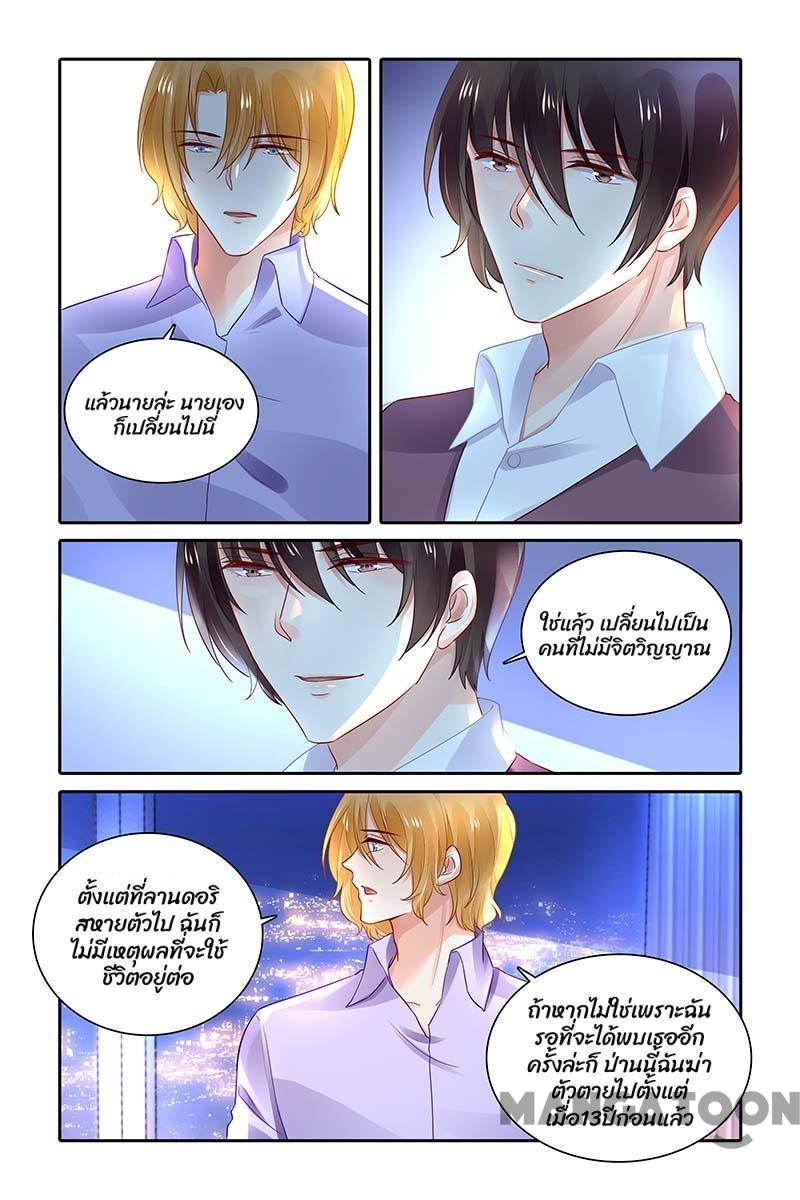 แล้วนายล่ะ นายเอง
ก็เปลี่ยนไปนี่
ใช่แล้ว เปลี่ยนไปเป็น
คนที่ไม่มีจิตวิญญาณ
ตั้งแต่ที่ลานดอริ
สหายตัวไป ฉันก็
ไม่มีเหตุผลที่จะใช้
ชีวิตอยู่ต่อ
ถ้าหากไม่ใช่เพราะฉัน
รอที่จะได้พบเธออีก
ครั้งล่ะก็ ป่านนี้ฉันฆ่า
ตัวตายไปตั้งแต่
เมื่อ13ปีก่อนแล้ว
MANGATOON